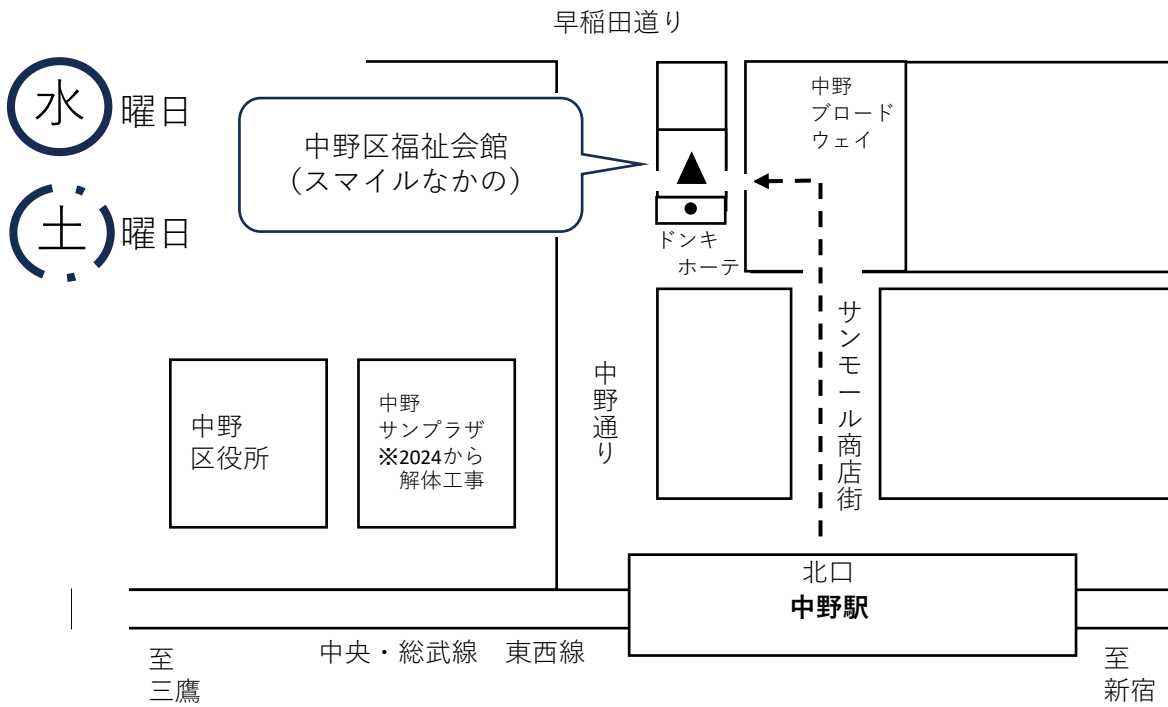 早稲田道り
水曜日
土曜日
中野区福祉会館
（スマイルなかの）
中野
ブロード
ウェイ
ドンキ
ホーテ
サンモール商店街
中野通り
中野
区役所
中野
サンプラザ
※2024から
解体工事
北口
中野駅
中央・総武線　東西線
至
三鷹
至
新宿